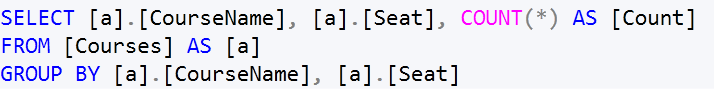 SELECT [a].[CourseName], [a].[Seat], COUNT(*) AS [Count]
FROM [Courses] AS [a]
GROUP BY [a].[CourseName], [a].[Seat]